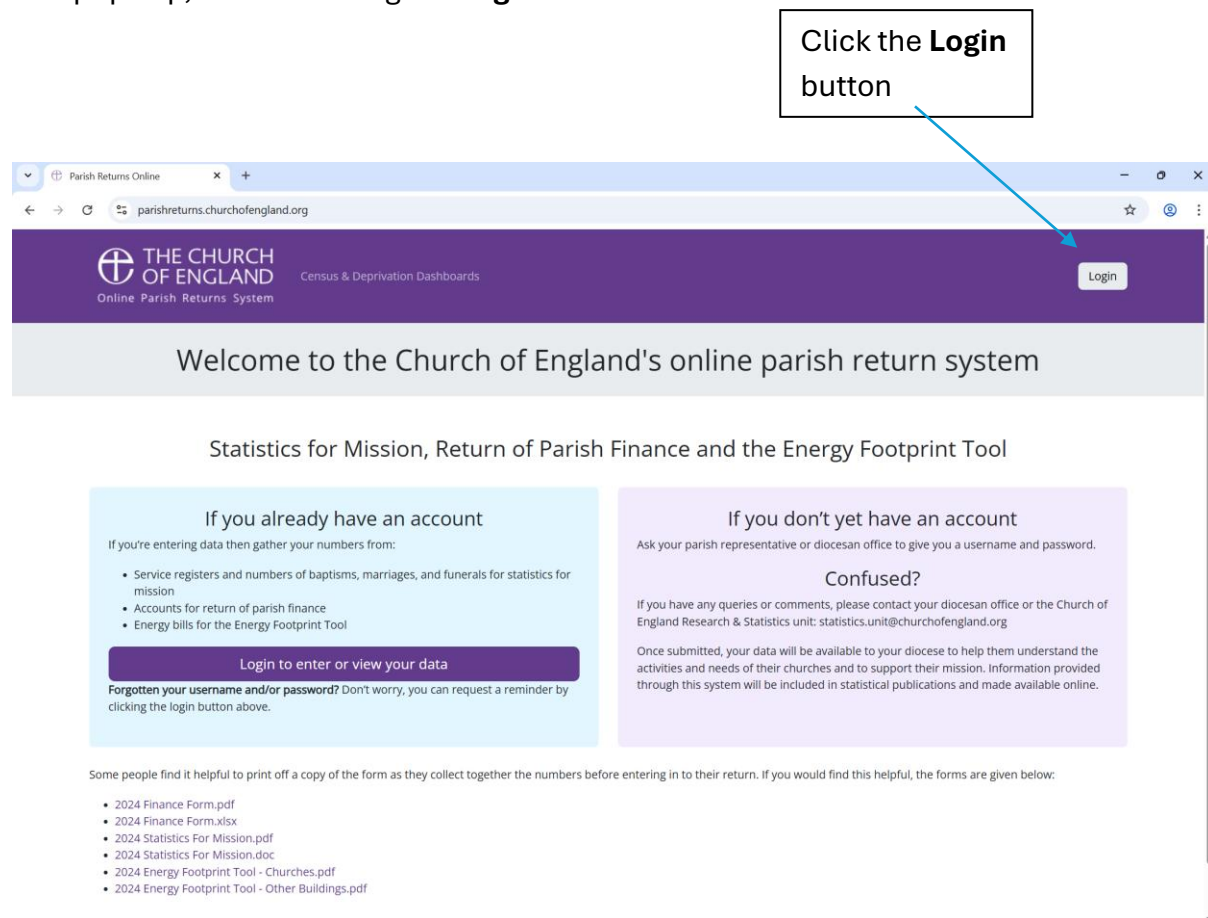 Click the Login
button
Parish Returns Online
parishreturns.churchofengland.org
THE CHURCH
OF ENGLAND
Online Parish Returns System
Census & Deprivation Dashboards
Login
Welcome to the Church of England's online parish return system
Statistics for Mission, Return of Parish Finance and the Energy Footprint Tool
If you already have an account
If you're entering data then gather your numbers from:
• Service registers and numbers of baptisms, marriages, and funerals for statistics for
mission
• Accounts for return of parish finance
• Energy bills for the Energy Footprint Tool
Login to enter or view your data
Forgotten your username and/or password? Don't worry, you can request a reminder by
clicking the login button above.
If you don't yet have an account
Ask your parish representative or diocesan office to give you a username and password.
Confused?
If you have any queries or comments, please contact your diocesan office or the Church of
England Research & Statistics unit: statistics.unit@churchofengland.org
Once submitted, your data will be available to your diocese to help them understand the
activities and needs of their churches and to support their mission. Information provided
through this system will be included in statistical publications and made available online.
Some people find it helpful to print off a copy of the form as they collect together the numbers before entering in to their return. If you would find this helpful, the forms are given below:
• 2024 Finance Form.pdf
• 2024 Finance Form.xlsx
• 2024 Statistics For Mission.pdf
• 2024 Statistics For Mission.doc
• 2024 Energy Footprint Tool - Churches.pdf
• 2024 Energy Footprint Tool - Other Buildings.pdf